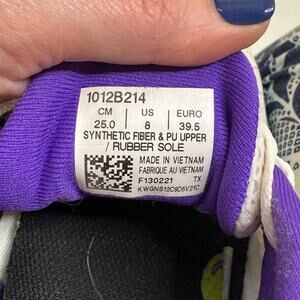 1012B214
CM US EURO
25.0 8 39.5
SYNTHETIC FIBER & PU UPPER
/ RUBBER SOLE
MADE IN VIETNAM
FABRIQUE AU VIETNAM
F130221 TX
KWGNS12C9D5V21C